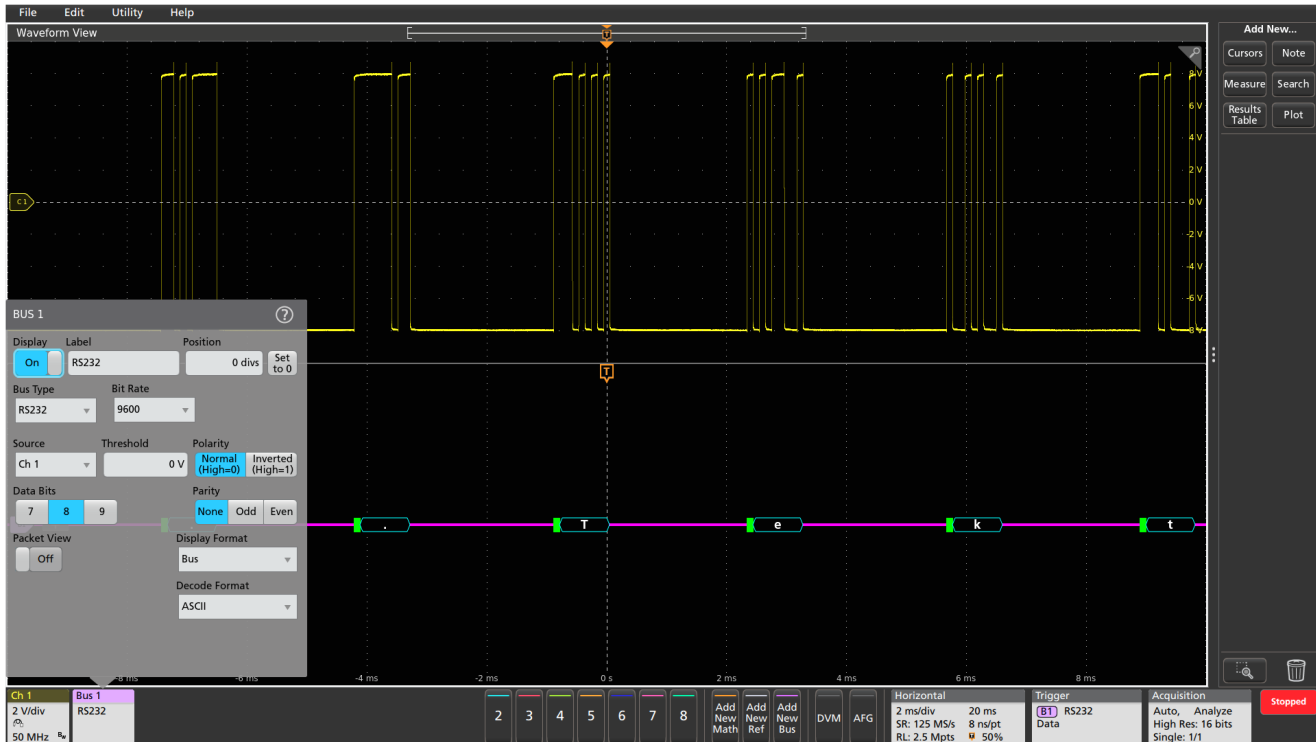 File Edit Utility Help
Waveform View
T
Add New...
Cursors Note
Measure Search
Results Table Plot
8 V
6 V
4 V
2 V
C1
0 V
-2 V
-4 V
-6 V
-8 V
BUS 1 ?
Display Label Position
On RS232 0 divs Set to 0
Bus Type Bit Rate
RS232 9600
Source Threshold Polarity
Ch 1 0 V Normal (High=0) Inverted (High=1)
Data Bits Parity
7 8 9 None Odd Even
Packet View Display Format
Off Bus
Decode Format
ASCII
T
. T e k t
-8 ms -6 ms -4 ms -2 ms 0 s 2 ms 4 ms 6 ms 8 ms
Ch 1
2 V/div
50 MHz Bw
Bus 1
RS232
2 3 4 5 6 7 8
Add New Math
Add New Ref
Add New Bus
DVM AFG
Horizontal
2 ms/div 20 ms
SR: 125 MS/s 8 ns/pt
RL: 2.5 Mpts 50%
Trigger
B1 RS232
Data
Acquisition
Auto, Analyze
High Res: 16 bits
Single: 1/1
Stopped